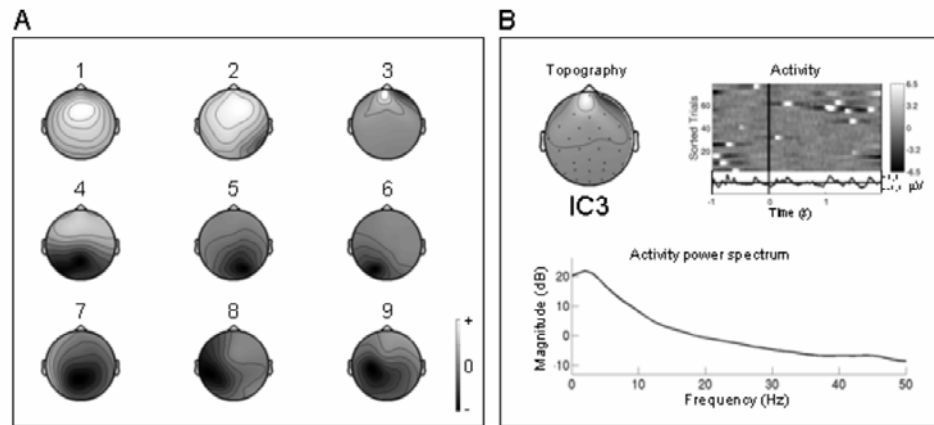 A
1 2 3
4 5 6
7 8 9
+
0
-
B
Topography
IC3
Activity
Sorted Trials
60
40
20
6.5
3.2
0
-3.2
-6.5
μV
-1 0 1
Time (s)
Activity power spectrum
Magnitude (dB)
20
10
0
-10
0 10 20 30 40 50
Frequency (Hz)